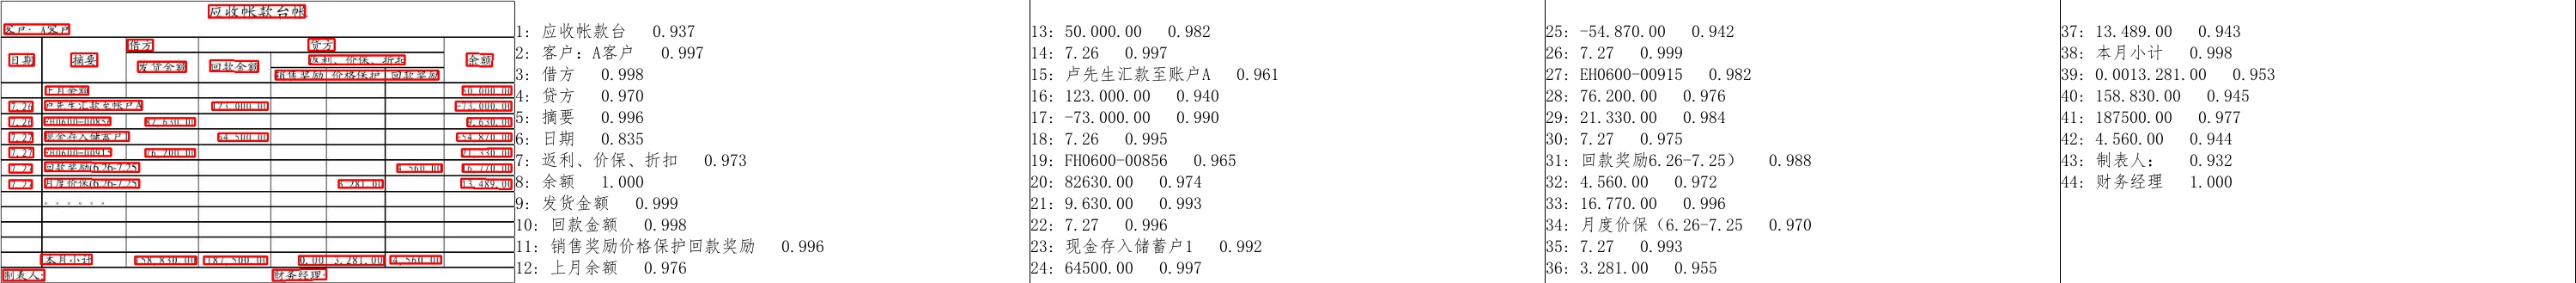 应收帐款台帐
客户：A客户
借方 贷方
日期 摘要 发货金额 回款金额 返利、价保、折扣 余额
销售奖励 价格保护 回款奖励
上月余额 50,000.00
7.26 卢先生汇款至帐户A 123,000.00 -73,000.00
7.26 FH0600-00856 82,630.00 9,630.00
7.27 现金存入储蓄户1 64,500.00 -54,870.00
7.27 EH0600-00915 76,200.00 21,330.00
7.27 回款奖励(6.26-7.25) 4,560.00 16,770.00
7.27 月度价保(6.26-7.25 3,281.00 13,489.00
。。。。。。
本月小计 158,830.00 187,500.00 0.00 3,281.00 4,560.00
制表人: 财务经理:
1: 应收帐款台 0.937
2: 客户: A客户 0.997
3: 借方 0.998
4: 贷方 0.970
5: 摘要 0.996
6: 日期 0.835
7: 返利、价保、折扣 0.973
8: 余额 1.000
9: 发货金额 0.999
10: 回款金额 0.998
11: 销售奖励价格保护回款奖励 0.996
12: 上月余额 0.976
13: 50.000.00 0.982
14: 7.26 0.997
15: 卢先生汇款至账户A 0.961
16: 123.000.00 0.940
17: -73.000.00 0.990
18: 7.26 0.995
19: FH0600-00856 0.965
20: 82630.00 0.974
21: 9.630.00 0.993
22: 7.27 0.996
23: 现金存入储蓄户1 0.992
24: 64500.00 0.997
25: -54.870.00 0.942
26: 7.27 0.999
27: EH0600-00915 0.982
28: 76.200.00 0.976
29: 21.330.00 0.984
30: 7.27 0.975
31: 回款奖励6.26-7.25） 0.988
32: 4.560.00 0.972
33: 16.770.00 0.996
34: 月度价保（6.26-7.25 0.970
35: 7.27 0.993
36: 3.281.00 0.955
37: 13.489.00 0.943
38: 本月小计 0.998
39: 0.0013.281.00 0.953
40: 158.830.00 0.945
41: 187500.00 0.977
42: 4.560.00 0.944
43: 制表人: 0.932
44: 财务经理 1.000